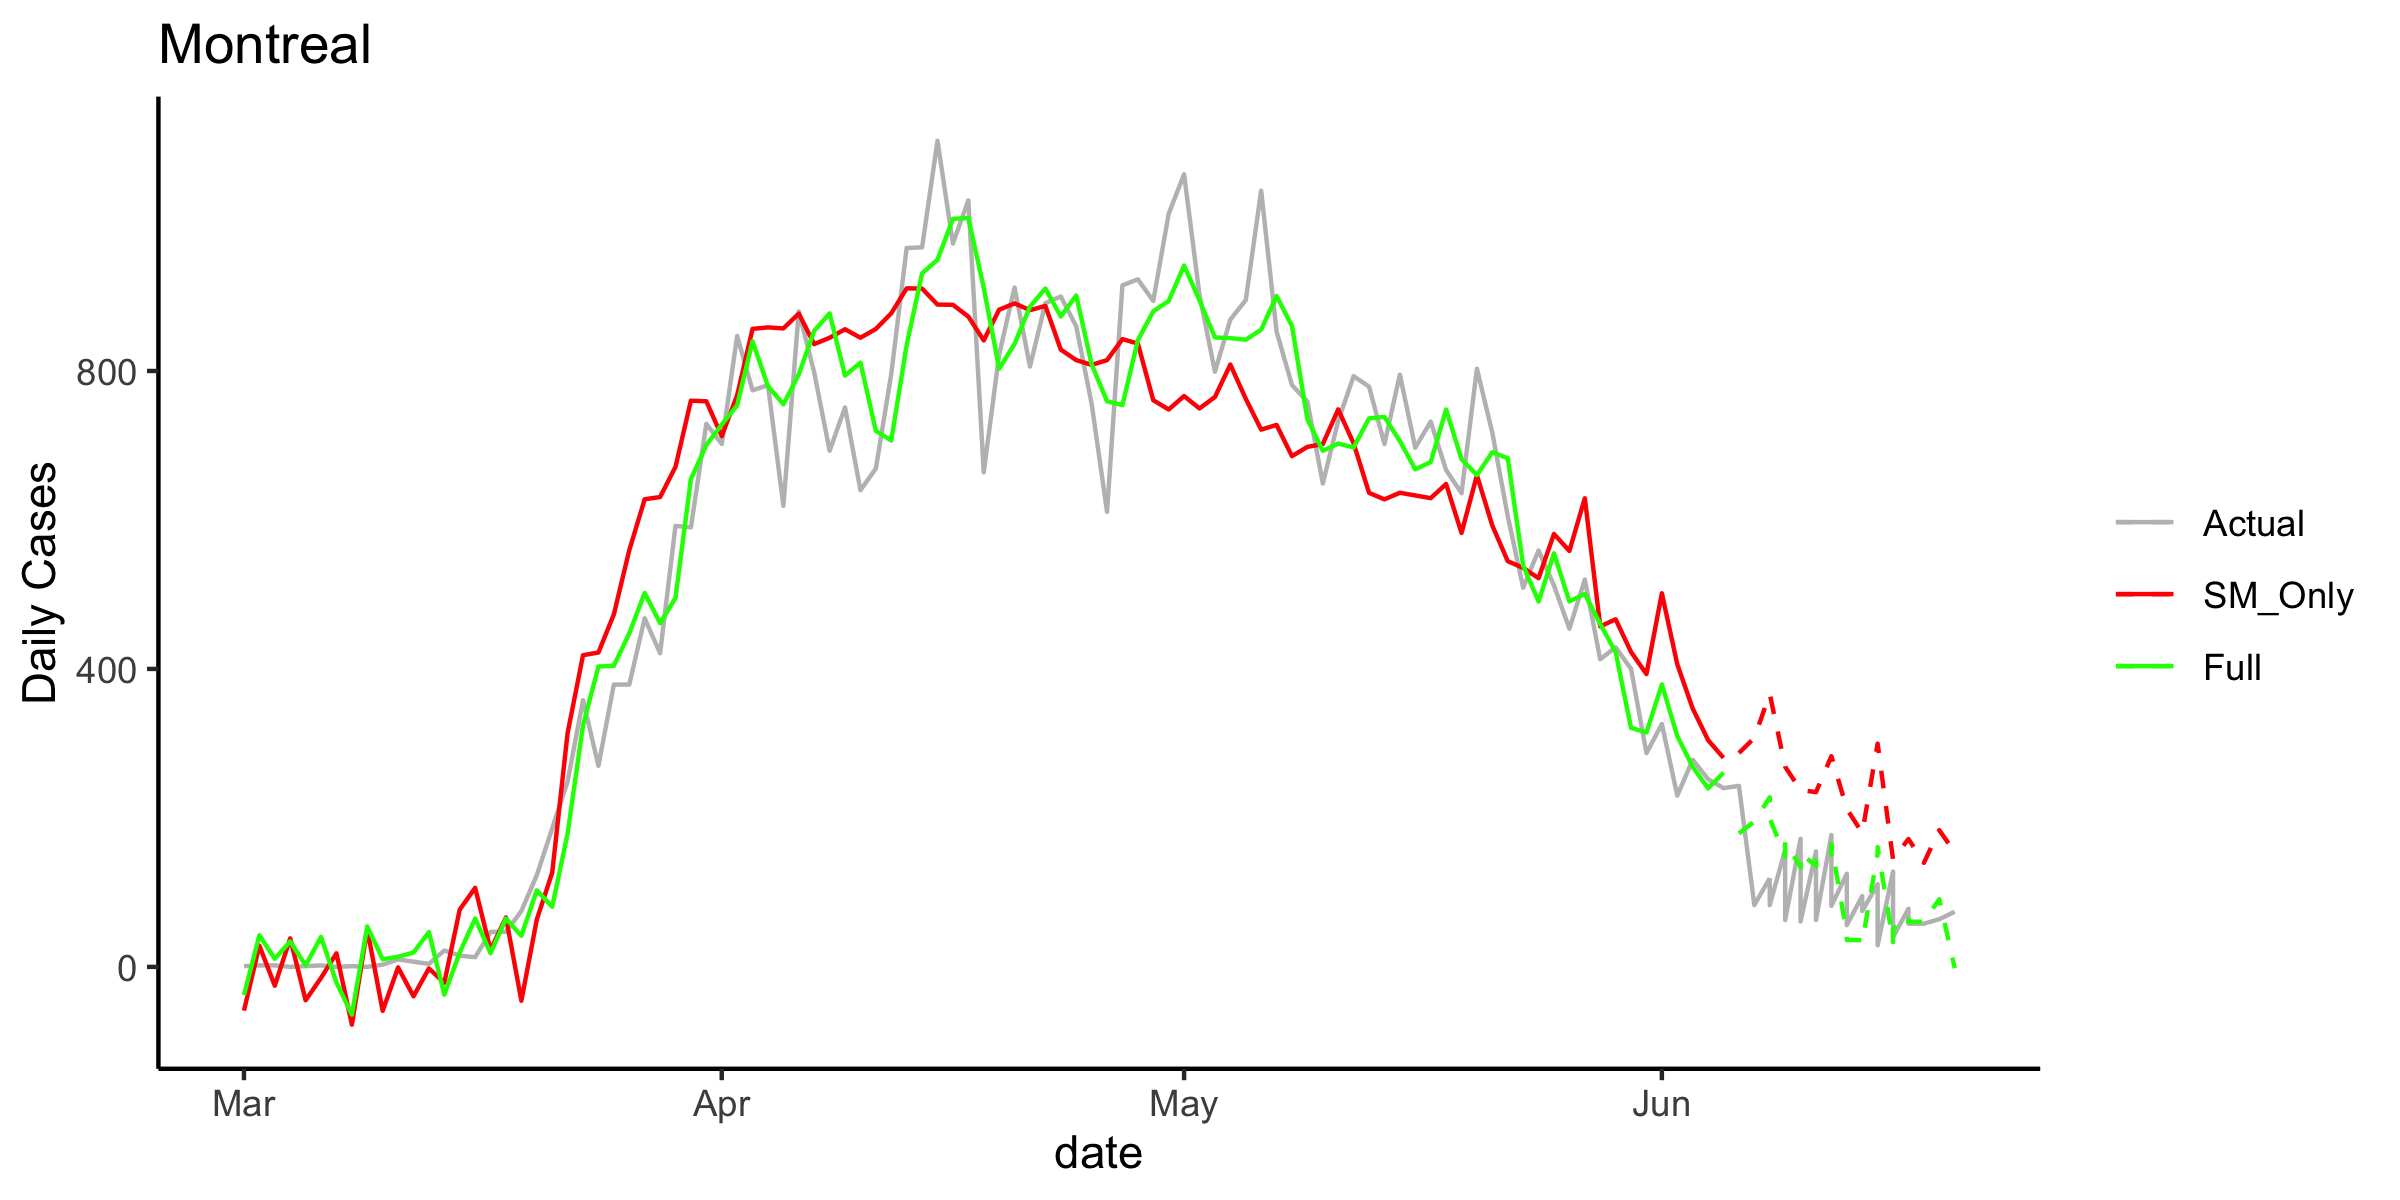 Montreal
Daily Cases
800
400
0
Mar
Apr
May
Jun
date
Actual
SM_Only
Full